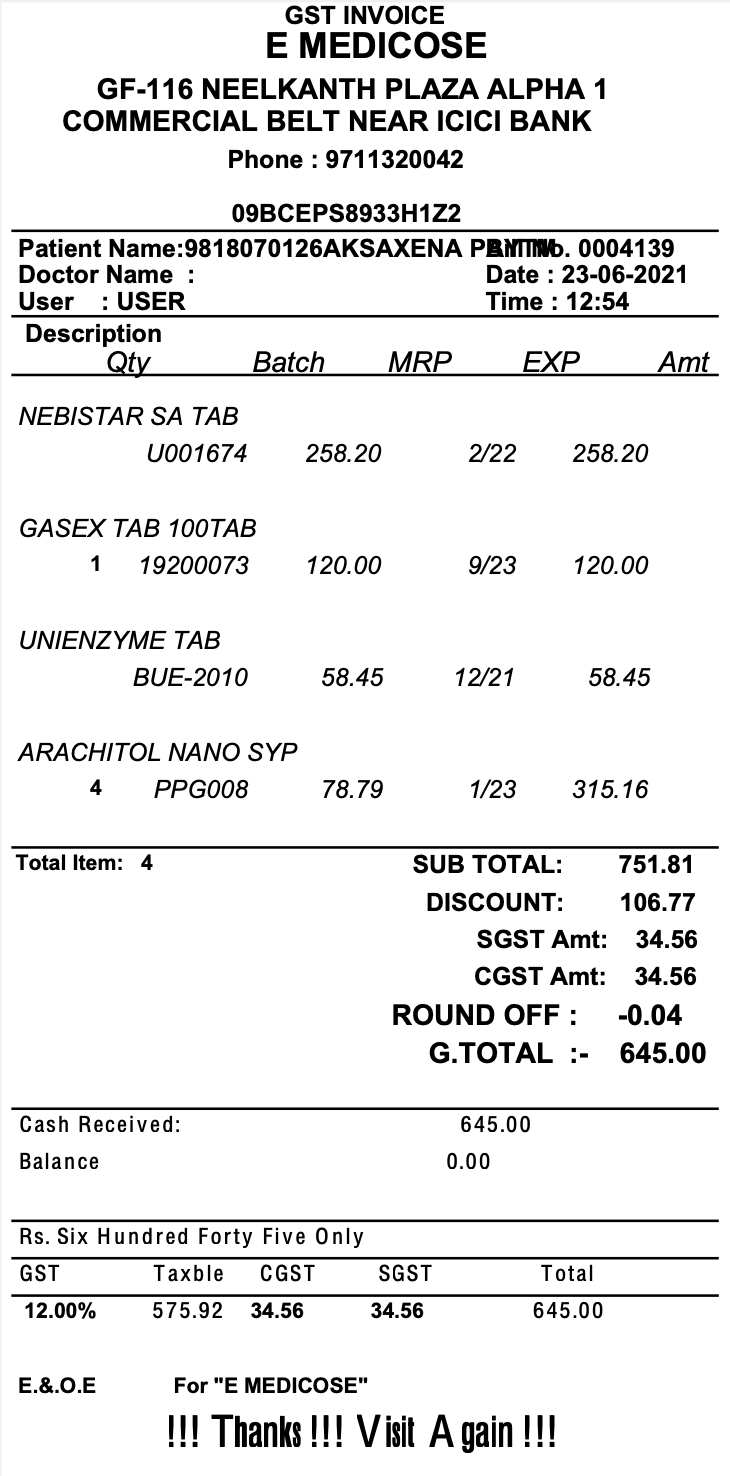 GST INVOICE
E MEDICOSE
GF-116 NEELKANTH PLAZA ALPHA 1
COMMERCIAL BELT NEAR ICICI BANK
Phone : 9711320042
09BCEPS8933H1Z2
Patient Name:9818070126AKSAXENA No. 0004139
Doctor Name : Date : 23-06-2021
User : USER Time : 12:54
Description
Qty Batch MRP EXP Amt
NEBISTAR SA TAB
U001674 258.20 2/22 258.20
GASEX TAB 100TAB
1 19200073 120.00 9/23 120.00
UNIENZYME TAB
BUE-2010 58.45 12/21 58.45
ARACHITOL NANO SYP
4 PPG008 78.79 1/23 315.16
Total Item: 4 SUB TOTAL: 751.81
DISCOUNT: 106.77
SGST Amt: 34.56
CGST Amt: 34.56
ROUND OFF : -0.04
G.TOTAL :- 645.00
Cash Received: 645.00
Balance 0.00
Rs. Six Hundred Forty Five Only
GST Taxble CGST SGST Total
12.00% 575.92 34.56 34.56 645.00
E.&.O.E For "E MEDICOSE"
!!! Thanks !!! Visit Again !!!